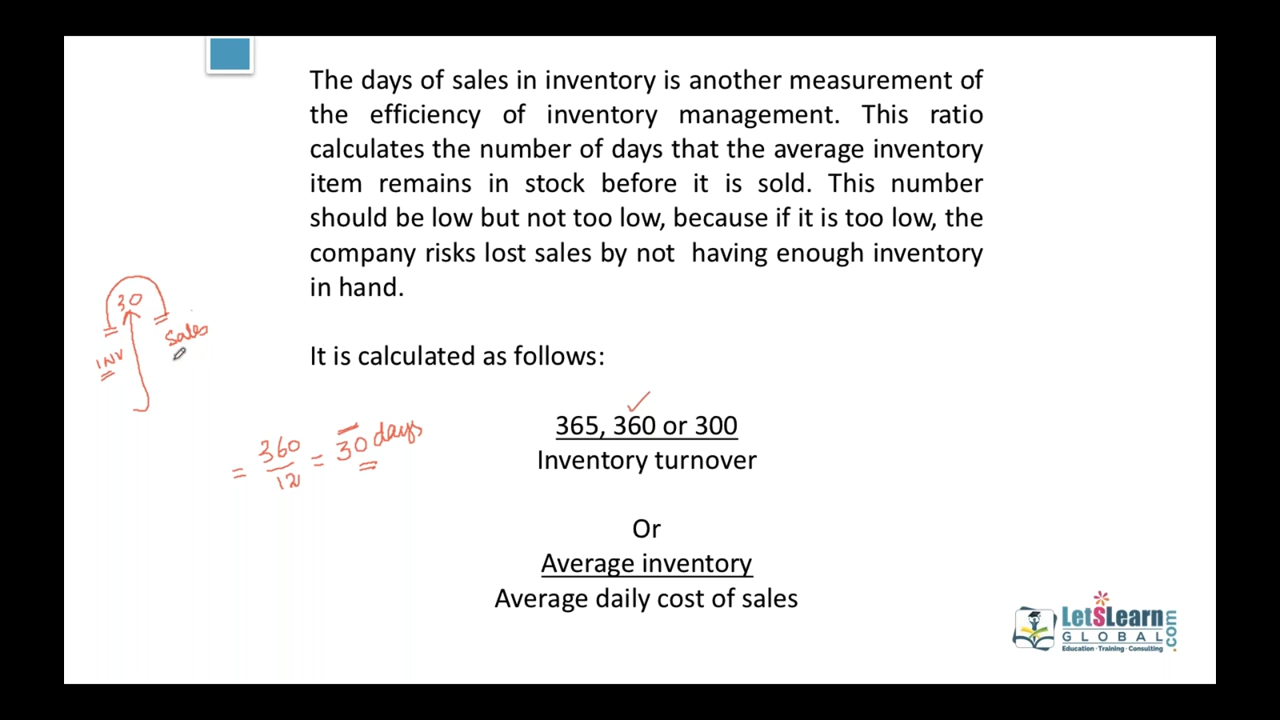 The days of sales in inventory is another measurement of
the efficiency of inventory management. This ratio
calculates the number of days that the average inventory
item remains in stock before it is sold. This number
should be low but not too low, because if it is too low, the
company risks lost sales by not having enough inventory
in hand.
30
Sales
INV
It is calculated as follows:
365, 360 or 300
Inventory turnover
= 360/12 = 30 days
Or
Average inventory
Average daily cost of sales
LetSLearn
GLOBAL
.com
Education · Training · Consulting